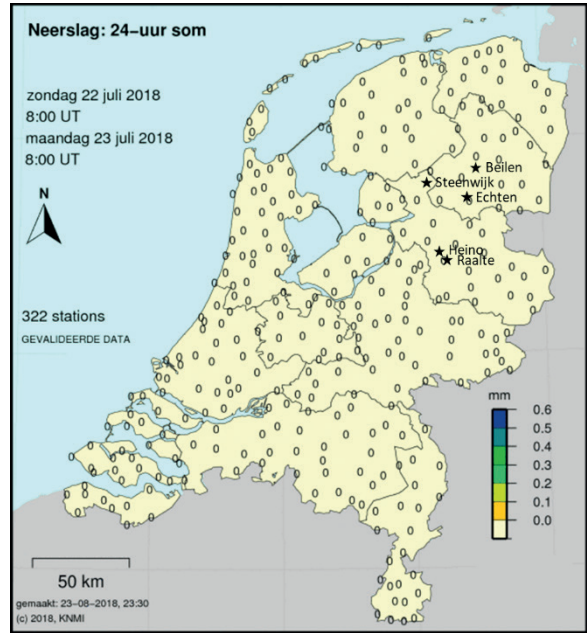 Neerslag: 24-uur som
zondag 22 juli 2018
8:00 UT
maandag 23 juli 2018
8:00 UT
N
Beilen
Steenwijk
Echten
Heino
Raalte
322 stations
GEVALIDEERDE DATA
mm
0.6
0.5
0.4
0.3
0.2
0.1
0.0
50 km
gemaakt: 23-08-2018, 23:30
(c) 2018, KNMI